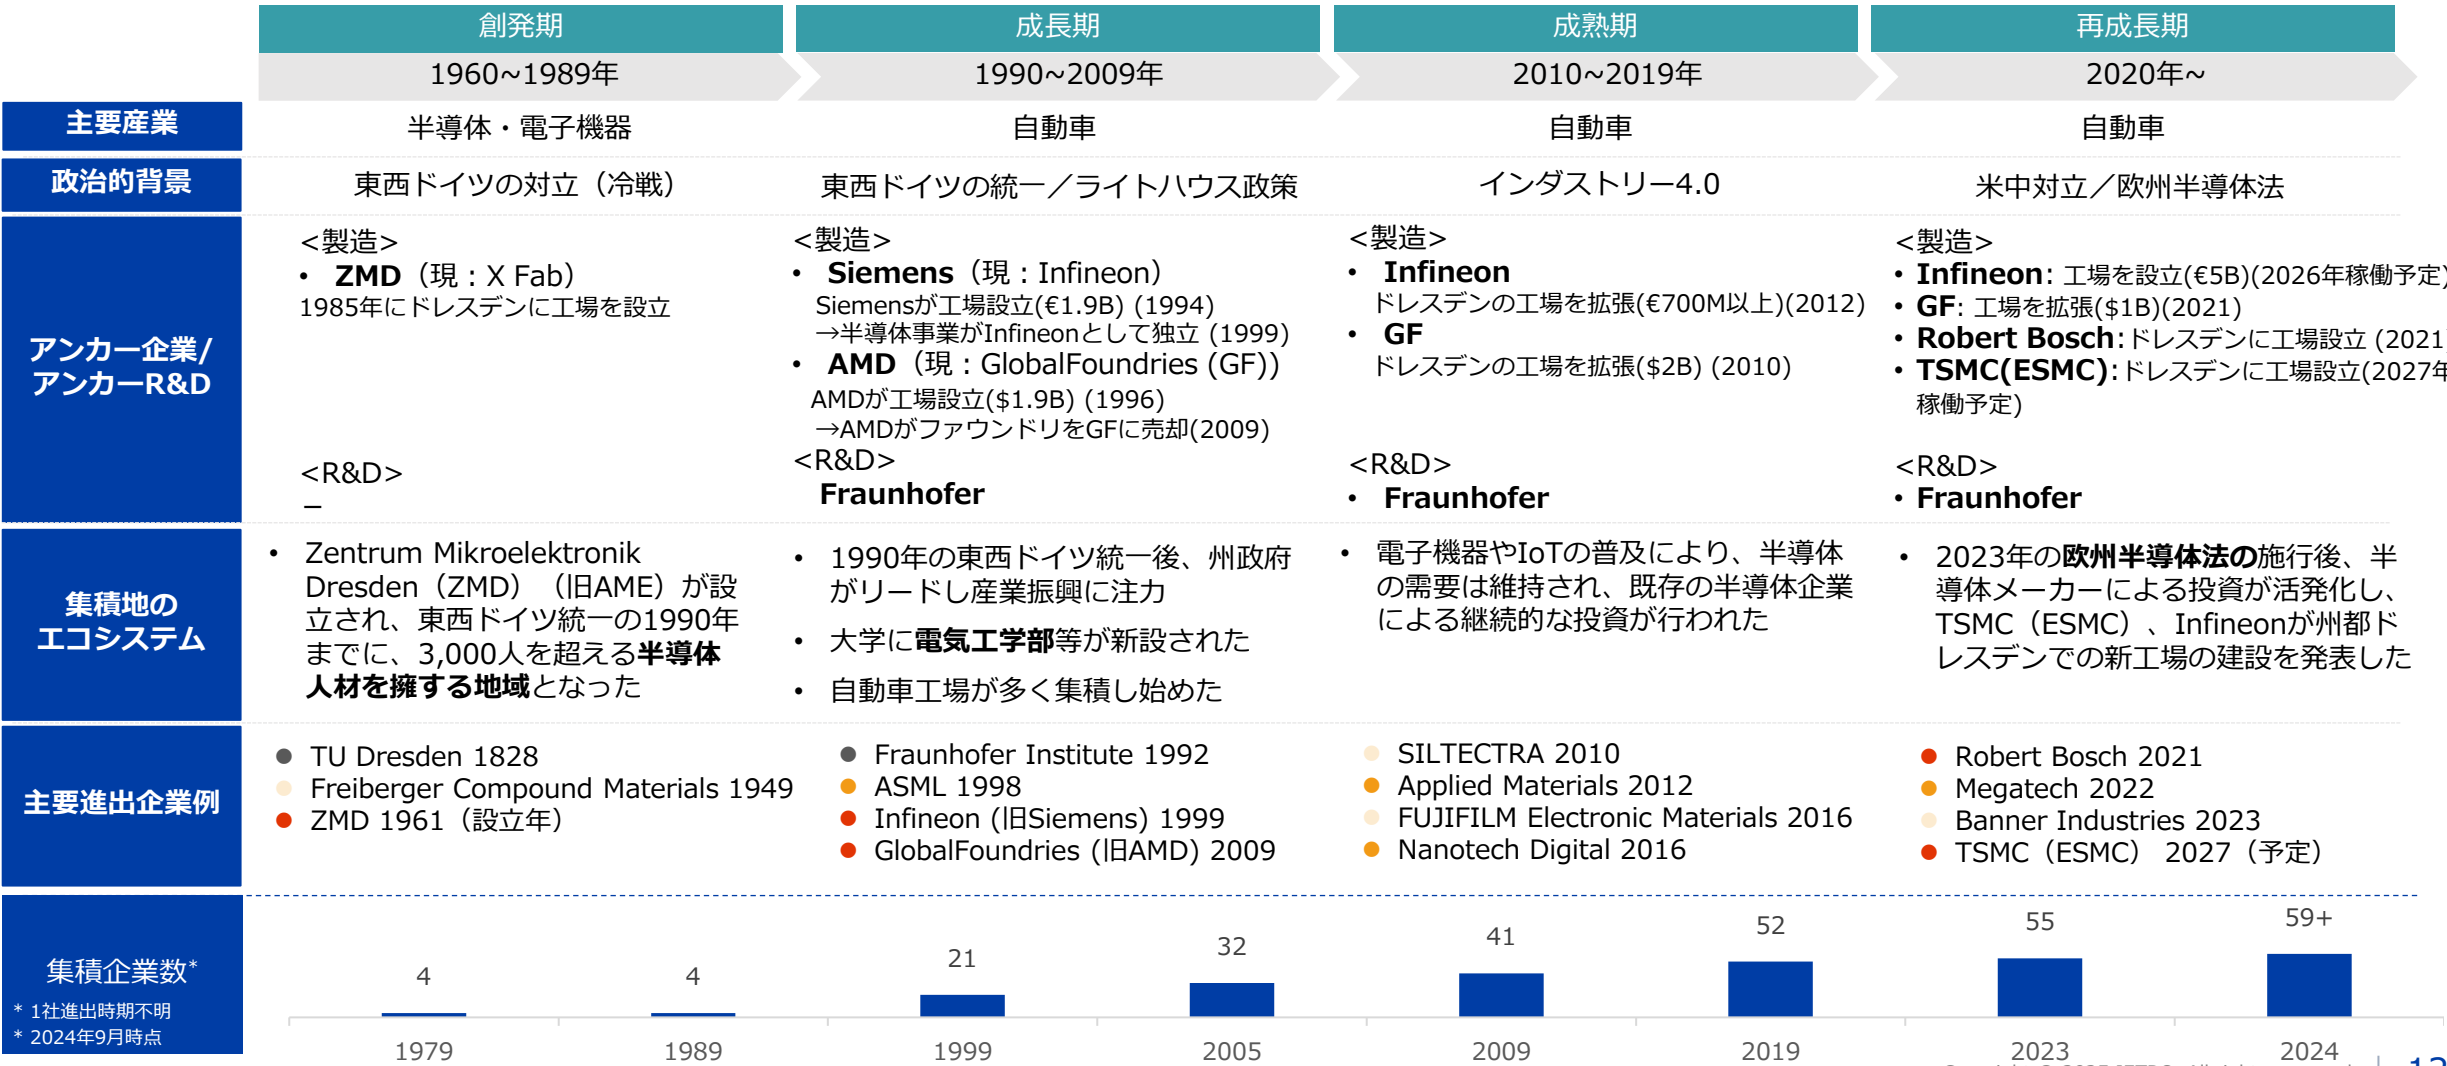 創発期
成長期
成熟期
再成長期
1960~1989年
1990~2009年
2010~2019年
2020年~
主要産業
半導体・電子機器
自動車
自動車
自動車
政治的背景
東西ドイツの対立（冷戦）
東西ドイツの統一／ライトハウス政策
インダストリー4.0
米中対立／欧州半導体法
アンカー企業/
アンカーR&D
<製造>
• ZMD（現：X Fab）
1985年にドレスデンに工場を設立
<R&D>
–
<製造>
• Siemens（現：Infineon）
Siemensが工場設立(€1.9B) (1994)
→半導体事業がInfineonとして独立 (1999)
• AMD（現：GlobalFoundries (GF)）
AMDが工場設立($1.9B) (1996)
→AMDがファウンドリをGFに売却(2009)
<R&D>
Fraunhofer
<製造>
• Infineon
ドレスデンの工場を拡張(€700M以上)(2012)
• GF
ドレスデンの工場を拡張($2B) (2010)
<R&D>
• Fraunhofer
<製造>
• Infineon: 工場を設立(€5B)(2026年稼働予定)
• GF: 工場を拡張($1B)(2021)
• Robert Bosch:ドレスデンに工場設立 (2021)
• TSMC(ESMC):ドレスデンに工場設立(2027年
稼働予定)
<R&D>
• Fraunhofer
集積地の
エコシステム
• Zentrum Mikroelektronik
Dresden（ZMD）（旧AME）が設
立され、東西ドイツ統一の1990年
までに、3,000人を超える半導体
人材を擁する地域となった
• 1990年の東西ドイツ統一後、州政府
がリードし産業振興に注力
• 大学に電気工学部等が新設された
• 自動車工場が多く集積し始めた
• 電子機器やIoTの普及により、半導体
の需要は維持され、既存の半導体企業
による継続的な投資が行われた
• 2023年の欧州半導体法の施行後、半
導体メーカーによる投資が活発化し、
TSMC（ESMC）、Infineonが州都ド
レスデンでの新工場の建設を発表した
主要進出企業例
● TU Dresden 1828
● Freiberger Compound Materials 1949
● ZMD 1961（設立年）
● Fraunhofer Institute 1992
● ASML 1998
● Infineon (旧Siemens) 1999
● GlobalFoundries (旧AMD) 2009
● SILTECTRA 2010
● Applied Materials 2012
● FUJIFILM Electronic Materials 2016
● Nanotech Digital 2016
● Robert Bosch 2021
● Megatech 2022
● Banner Industries 2023
● TSMC（ESMC） 2027（予定）
集積企業数*
* 1社進出時期不明
* 2024年9月時点
4
4
21
32
41
52
55
59+
1979
1989
1999
2005
2009
2019
2023
2024